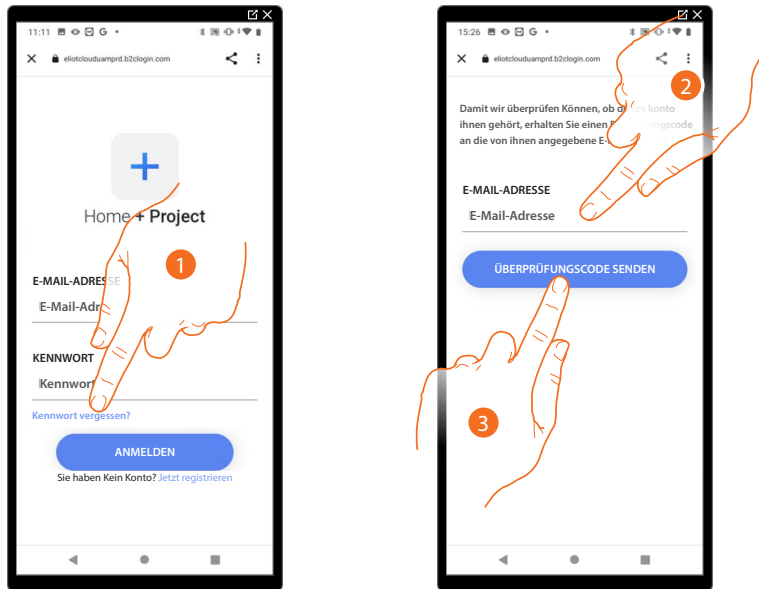 11:11 G
eliotclouduamprd.b2clogin.com
Home + Project
1
E-MAIL-ADRESSE
E-Mail-Adr
KENNWORT
Kennwort
Kennwort vergessen?
ANMELDEN
Sie haben Kein Konto? Jetzt registrieren
15:26 G
eliotclouduamprd.b2clogin.com
2
Damit wir überprüfen Können, ob konto
ihnen gehört, erhalten Sie einen ungscode
an die von ihnen angegebene E-
E-MAIL-ADRESSE
E-Mail-Adresse
ÜBERPRÜFUNGSCODE SENDEN
3